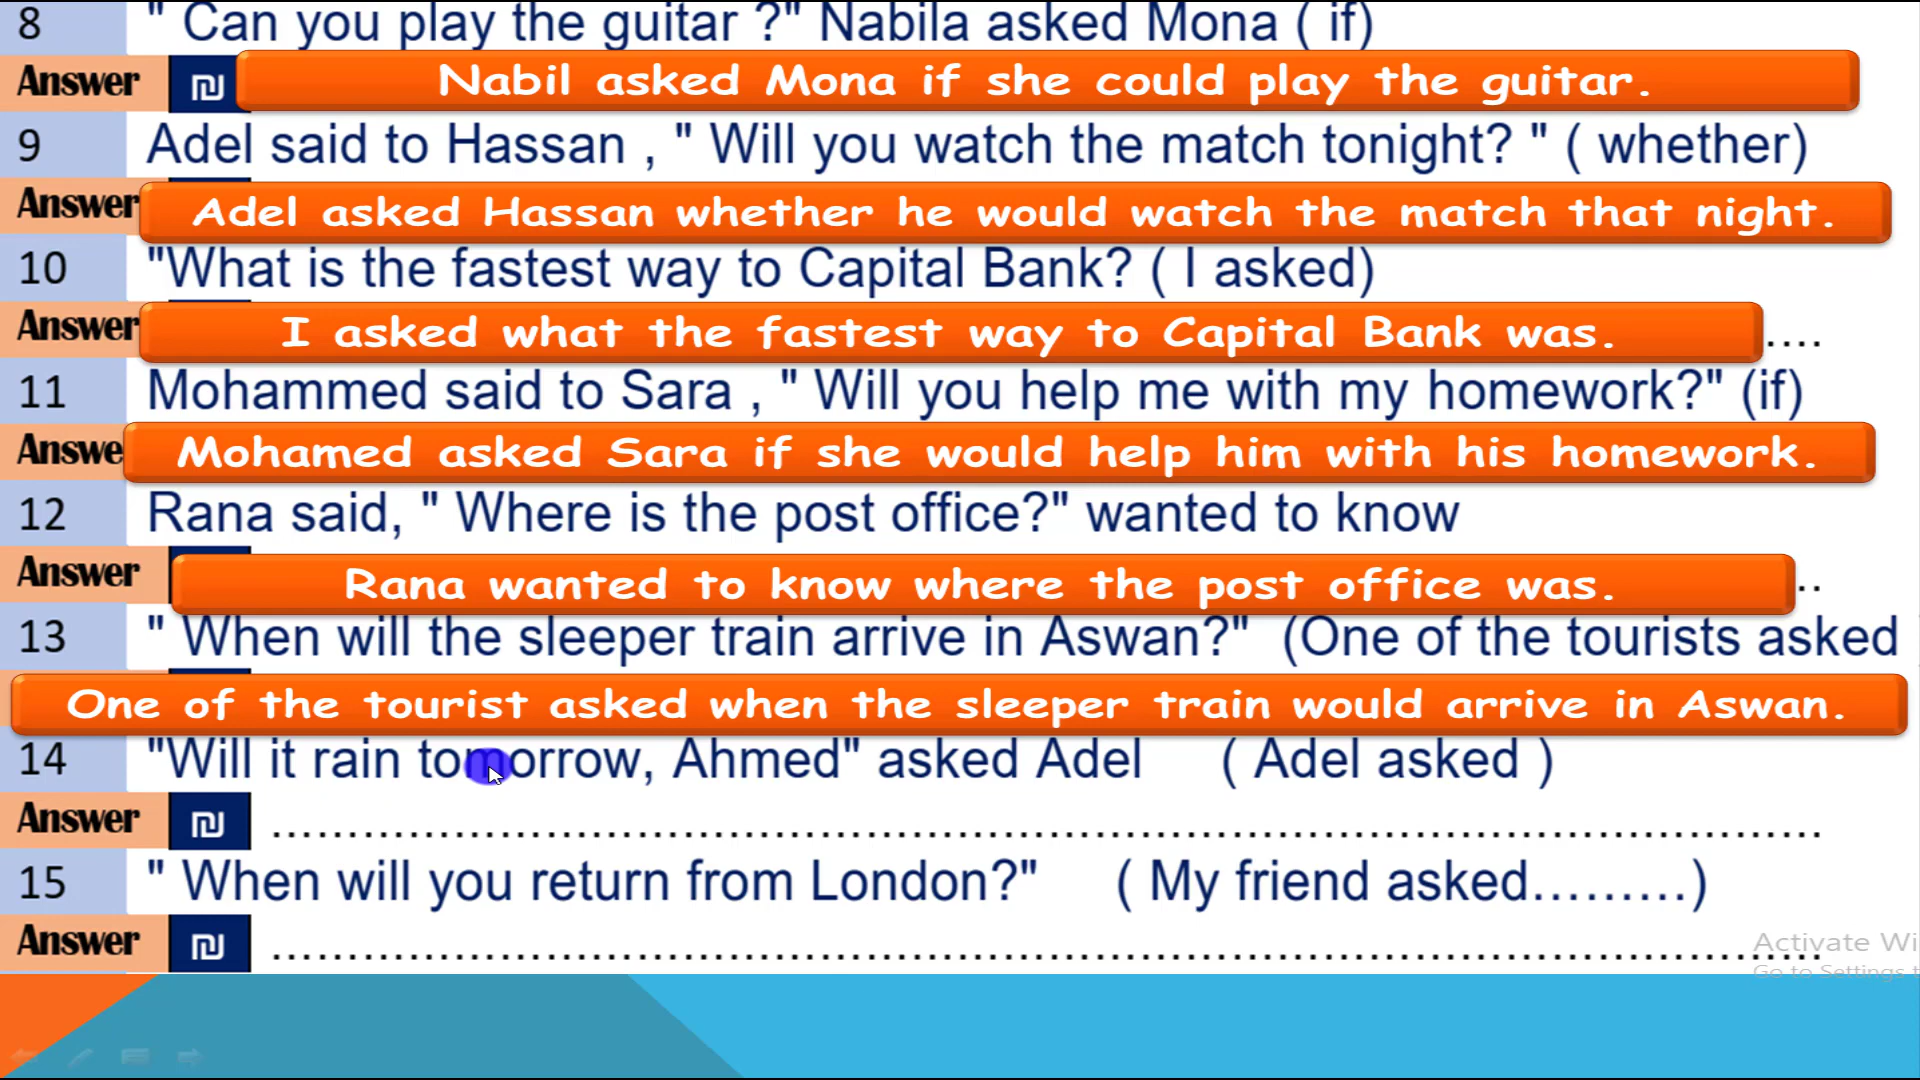 8 " Can you play the guitar ?" Nabila asked Mona ( if)
Answer ₪ Nabil asked Mona if she could play the guitar.
9 Adel said to Hassan , " Will you watch the match tonight? " ( whether)
Answer Adel asked Hassan whether he would watch the match that night.
10 "What is the fastest way to Capital Bank? ( I asked)
Answer I asked what the fastest way to Capital Bank was. ....
11 Mohammed said to Sara , " Will you help me with my homework?" (if)
Answe Mohamed asked Sara if she would help him with his homework.
12 Rana said, " Where is the post office?" wanted to know
Answer Rana wanted to know where the post office was. ..
13 " When will the sleeper train arrive in Aswan?" (One of the tourists asked
One of the tourist asked when the sleeper train would arrive in Aswan.
14 "Will it rain tomorrow, Ahmed" asked Adel ( Adel asked )
Answer ₪ ..........................................................................................
15 " When will you return from London?" ( My friend asked.........)
Answer ₪ ..........................................................................................
Activate Wi
Go to Settings t